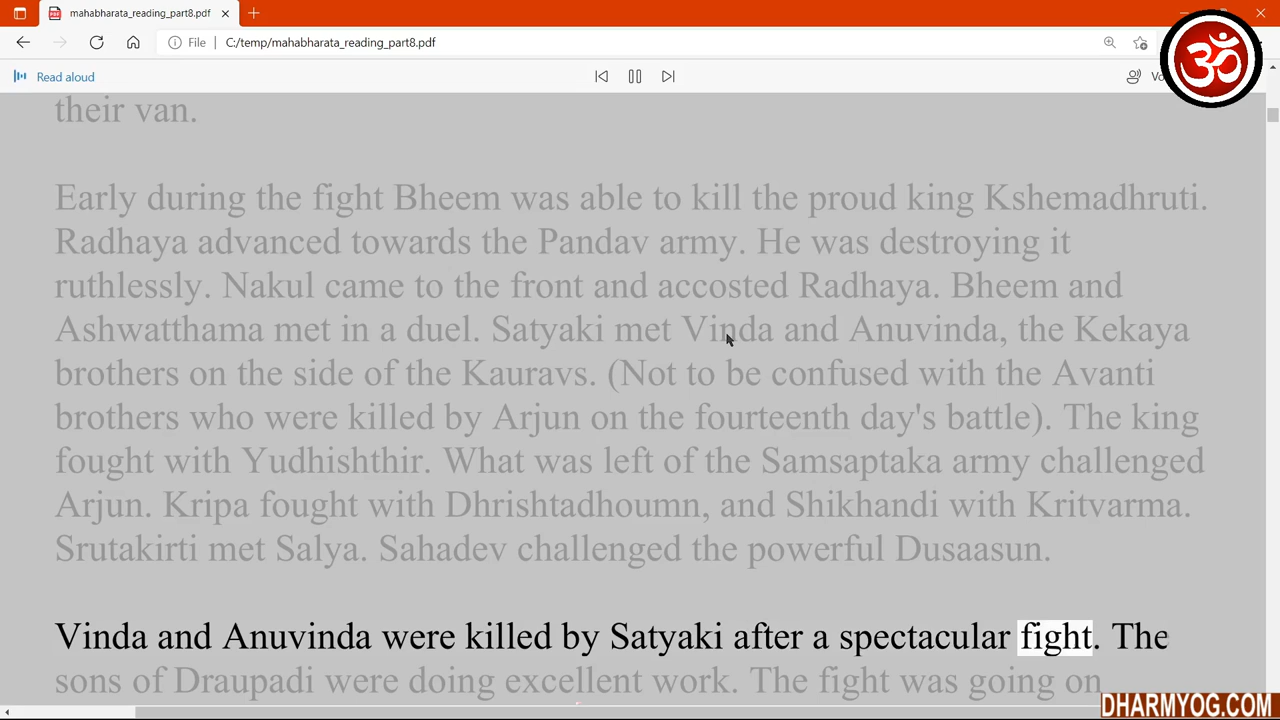 mahabharata_reading_part8.pdf
File
C:/temp/mahabharata_reading_part8.pdf
Read aloud
ॐ
their van.
Early during the fight Bheem was able to kill the proud king Kshemadhruti.
Radhaya advanced towards the Pandav army. He was destroying it
ruthlessly. Nakul came to the front and accosted Radhaya. Bheem and
Ashwatthama met in a duel. Satyaki met Vinda and Anuvinda, the Kekaya
brothers on the side of the Kauravs. (Not to be confused with the Avanti
brothers who were killed by Arjun on the fourteenth day's battle). The king
fought with Yudhishthir. What was left of the Samsaptaka army challenged
Arjun. Kripa fought with Dhrishtadhoumn, and Shikhandi with Kritvarma.
Srutakirti met Salya. Sahadev challenged the powerful Dusaasun.
Vinda and Anuvinda were killed by Satyaki after a spectacular fight. The
sons of Draupadi were doing excellent work. The fight was going on
DHARMYOG.COM